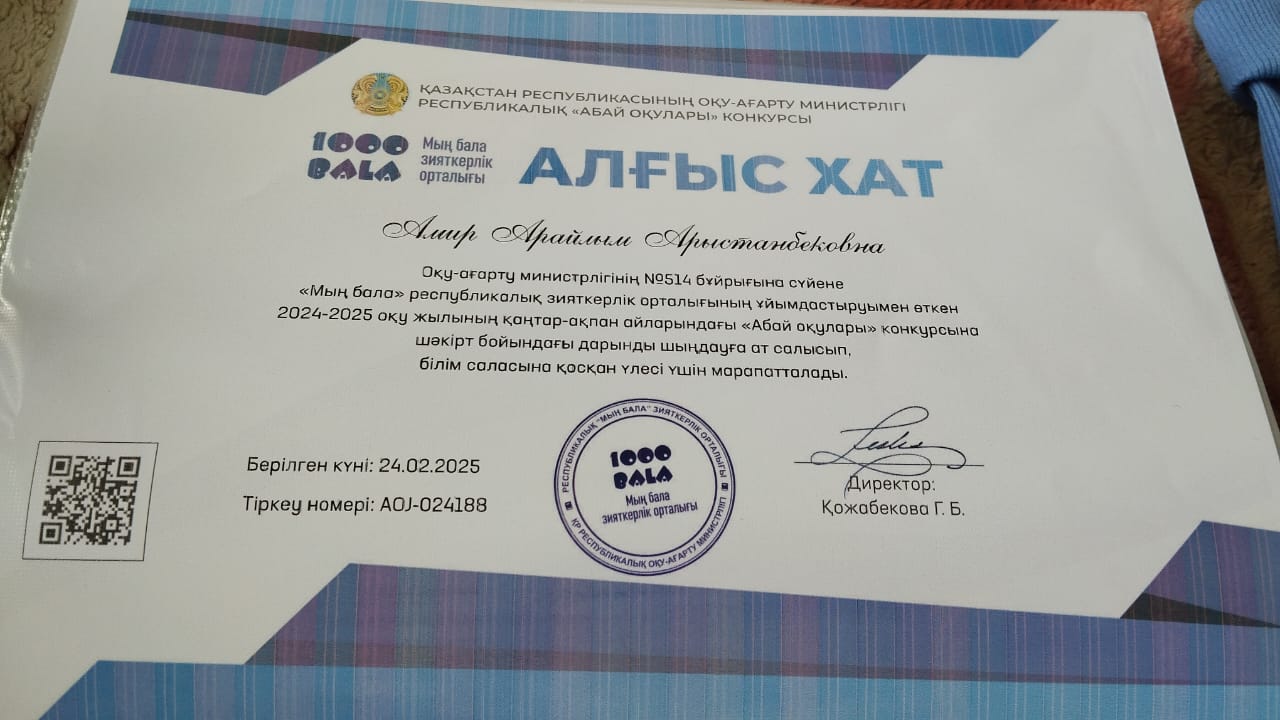 ҚАЗАҚСТАН РЕСПУБЛИКАСЫНЫҢ ОҚУ-АҒАРТУ МИНИСТРЛІГІ
РЕСПУБЛИКАЛЫҚ «АБАЙ ОҚУЛАРЫ» КОНКУРСЫ
1000
BALA
Мың бала
зияткерлік
орталығы
АЛҒЫС ХАТ
Амир Арайлым Арыстанбековна
Оқу-ағарту министрлігінің №514 бұйрығына сүйене
«Мың бала» республикалық зияткерлік орталығының ұйымдастыруымен өткен
2024-2025 оқу жылының қаңтар-ақпан айларындағы «Абай оқулары» конкурсына
шәкірт бойындағы дарынды шыңдауға ат салысып,
білім саласына қосқан үлесі үшін марапатталады.
Берілген күні: 24.02.2025
Тіркеу номері: AOJ-024188
РЕСПУБЛИКАЛЫҚ "МЫҢ БАЛА" ЗИЯТКЕРЛІК ОРТАЛЫҒЫ
1000
BALA
Мың бала
зияткерлік орталығы
ҚР РЕСПУБЛИКАЛЫҚ ОҚУ-АҒАРТУ МИНИСТРЛІГІ
Директор:
Қожабекова Г. Б.